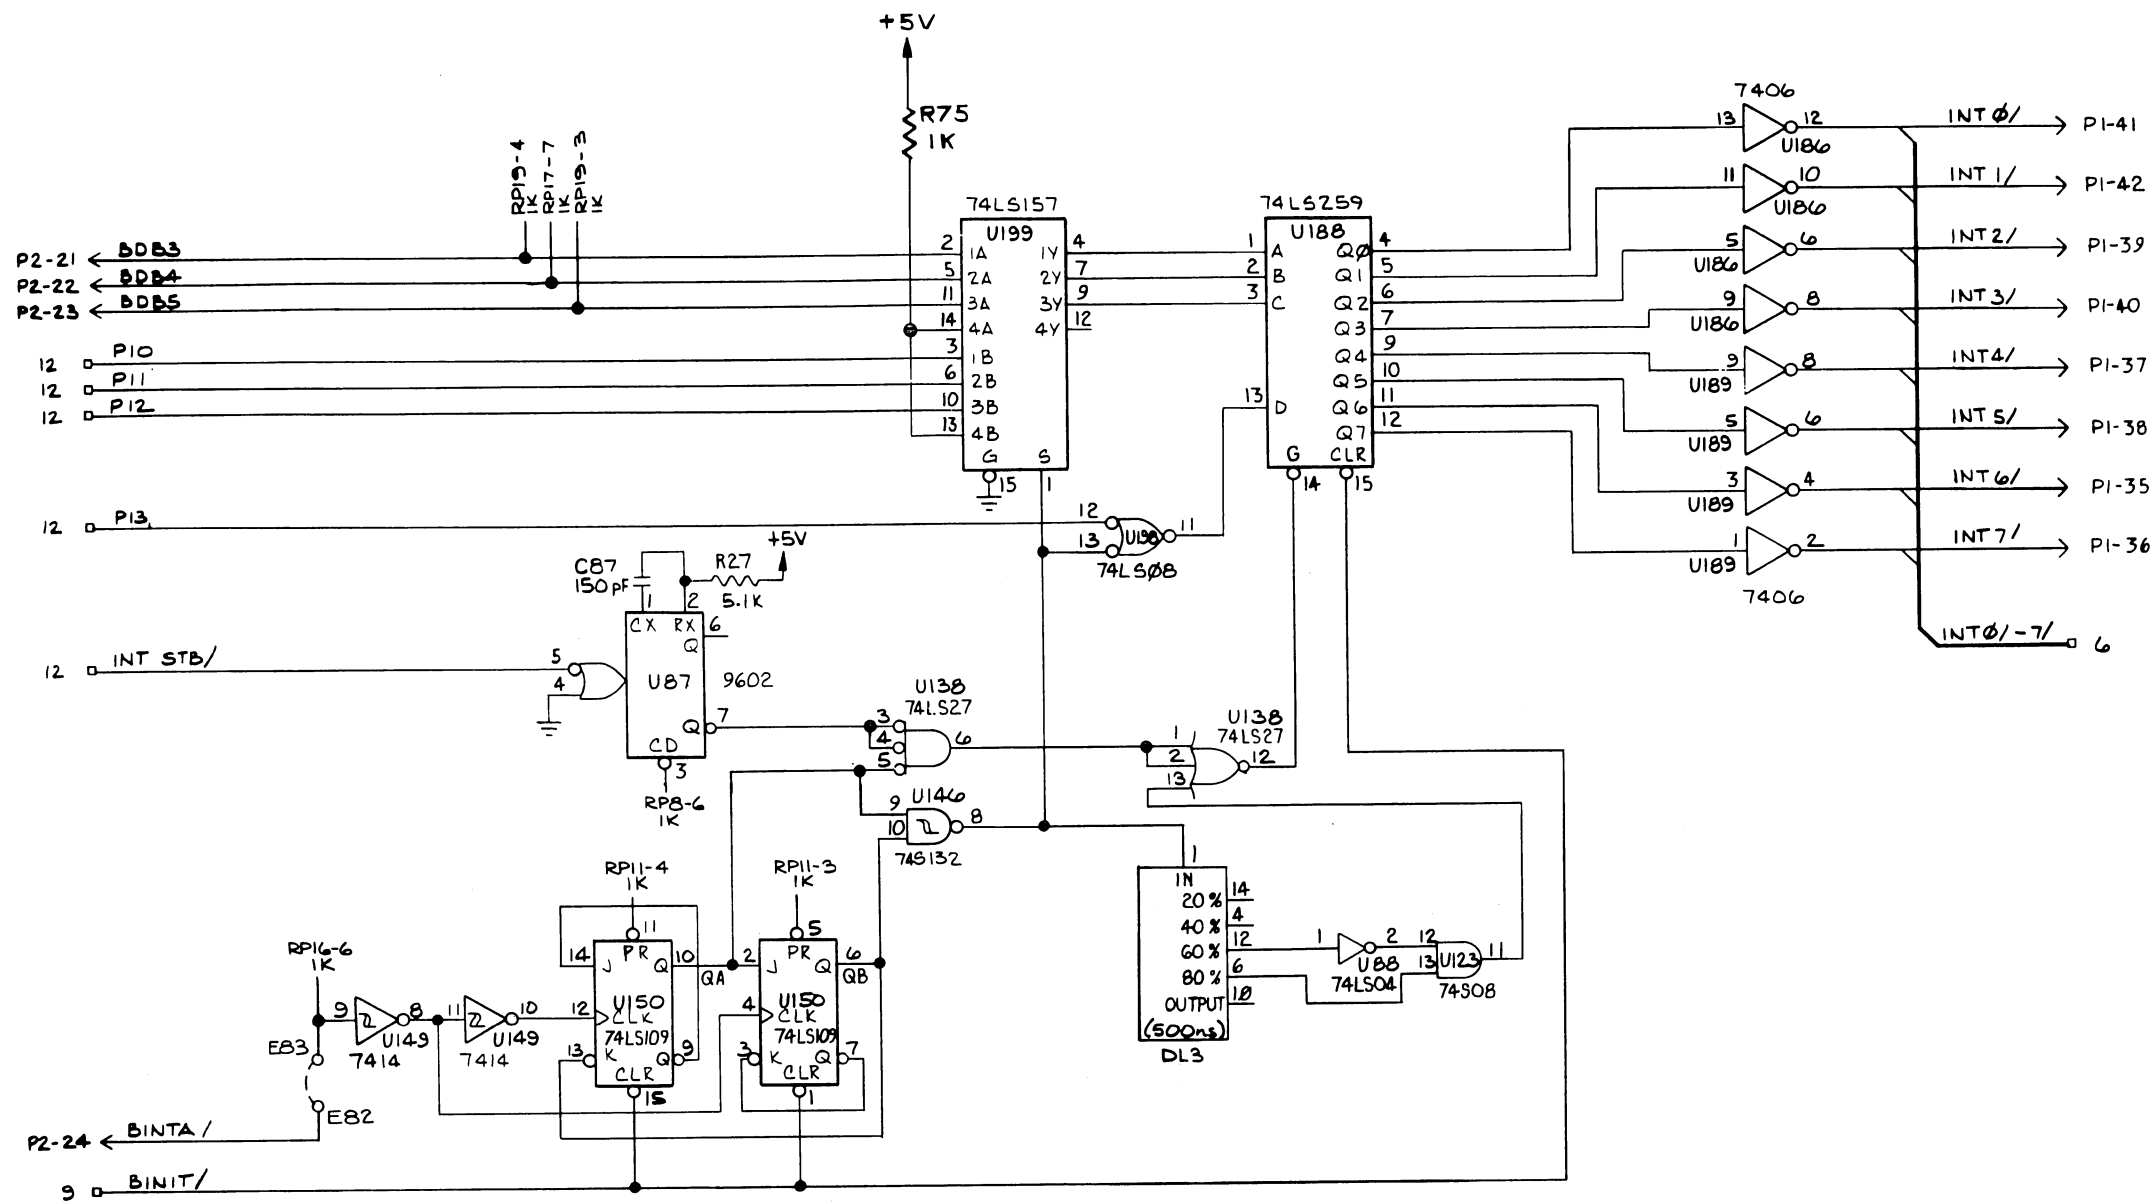 +5V
R75
1K
RP19-4
1K
RP17-7
1K
RP19-3
1K
P2-21
BDB3
P2-22
BDB4
P2-23
BDB5
12
P10
12
P11
12
P12
12
P13
74LS157
U199
2
1A
1Y
4
5
2A
2Y
7
11
3A
3Y
9
14
4A
4Y
12
3
1B
6
2B
10
3B
13
4B
G
S
15
1
74LS259
U188
1
A
QØ
4
2
B
Q1
5
3
C
Q2
6
Q3
7
Q4
9
Q5
10
13
D
Q6
11
Q7
12
G
CLR
14
15
7406
13
12
U186
INT Ø/
P1-41
11
10
U186
INT 1/
P1-42
5
6
U186
INT 2/
P1-39
9
8
U186
INT 3/
P1-40
9
8
U189
INT 4/
P1-37
5
6
U189
INT 5/
P1-38
3
4
U189
INT 6/
P1-35
1
2
U189
INT 7/
P1-36
7406
INTØ/-7/
6
12
13
U198
11
74LSØ8
+5V
C87
150 pF
R27
5.1K
1
2
CX
RX
6
Q
12
INT STB/
5
4
U87
9602
Q
7
CD
3
RP8-6
1K
U138
74LS27
3
4
5
6
U138
74LS27
1
2
13
12
U146
9
10
8
74S132
1
IN
20%
14
40%
4
60%
12
80%
6
OUTPUT
10
(500ns)
DL3
1
2
U88
74LS04
12
13
U123
11
74S08
RP16-6
1K
9
8
U149
7414
11
10
U149
7414
E83
E82
P2-24
BINTA/
9
BINIT/
RP11-4
1K
11
PR
14
J
Q
10
QA
U150
12
CLK
74LS109
13
K
Q
9
CLR
15
RP11-3
1K
5
PR
2
J
Q
6
QB
U150
4
CLK
74LS109
3
K
Q
7
CLR
1